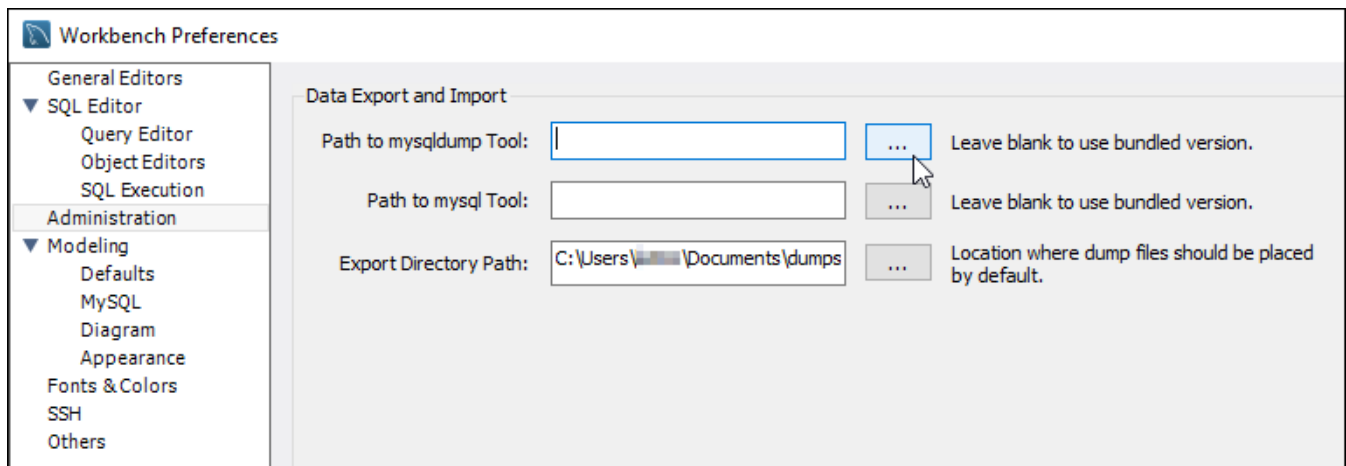 Workbench Preferences
General Editors
SQL Editor
Query Editor
Object Editors
SQL Execution
Administration
Modeling
Defaults
MySQL
Diagram
Appearance
Fonts & Colors
SSH
Others
Data Export and Import
Path to mysqldump Tool: ... Leave blank to use bundled version.
Path to mysql Tool: ... Leave blank to use bundled version.
Export Directory Path: C:\Users\ \Documents\dumps ... Location where dump files should be placed
by default.